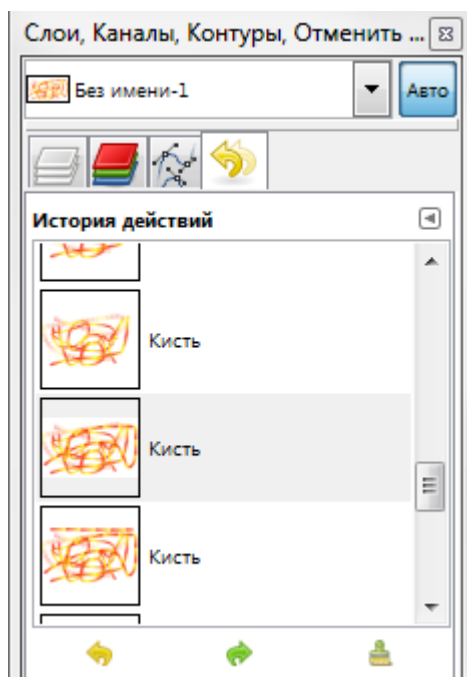 Слои, Каналы, Контуры, Отменить ...
Без имени-1
Авто
История действий
Кисть
Кисть
Кисть